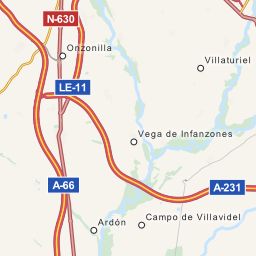 N-630
Onzonilla
Villaturiel
LE-11
Vega de Infanzones
A-66
A-231
Ardón
Campo de Villavidel